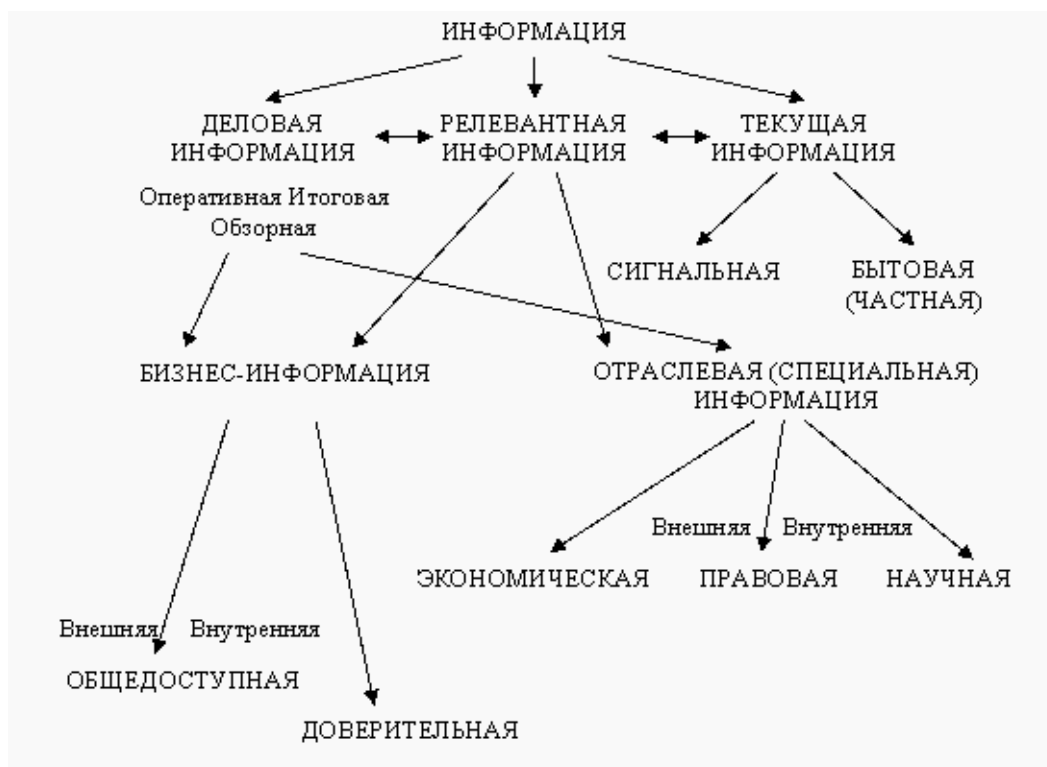 ИНФОРМАЦИЯ
ДЕЛОВАЯ
ИНФОРМАЦИЯ
РЕЛЕВАНТНАЯ
ИНФОРМАЦИЯ
ТЕКУЩАЯ
ИНФОРМАЦИЯ
Оперативная Итоговая
Обзорная
СИГНАЛЬНАЯ
БЫТОВАЯ
(ЧАСТНАЯ)
БИЗНЕС-ИНФОРМАЦИЯ
ОТРАСЛЕВАЯ (СПЕЦИАЛЬНАЯ)
ИНФОРМАЦИЯ
Внешняя Внутренняя
ЭКОНОМИЧЕСКАЯ ПРАВОВАЯ НАУЧНАЯ
Внешняя Внутренняя
ОБЩЕДОСТУПНАЯ
ДОВЕРИТЕЛЬНАЯ